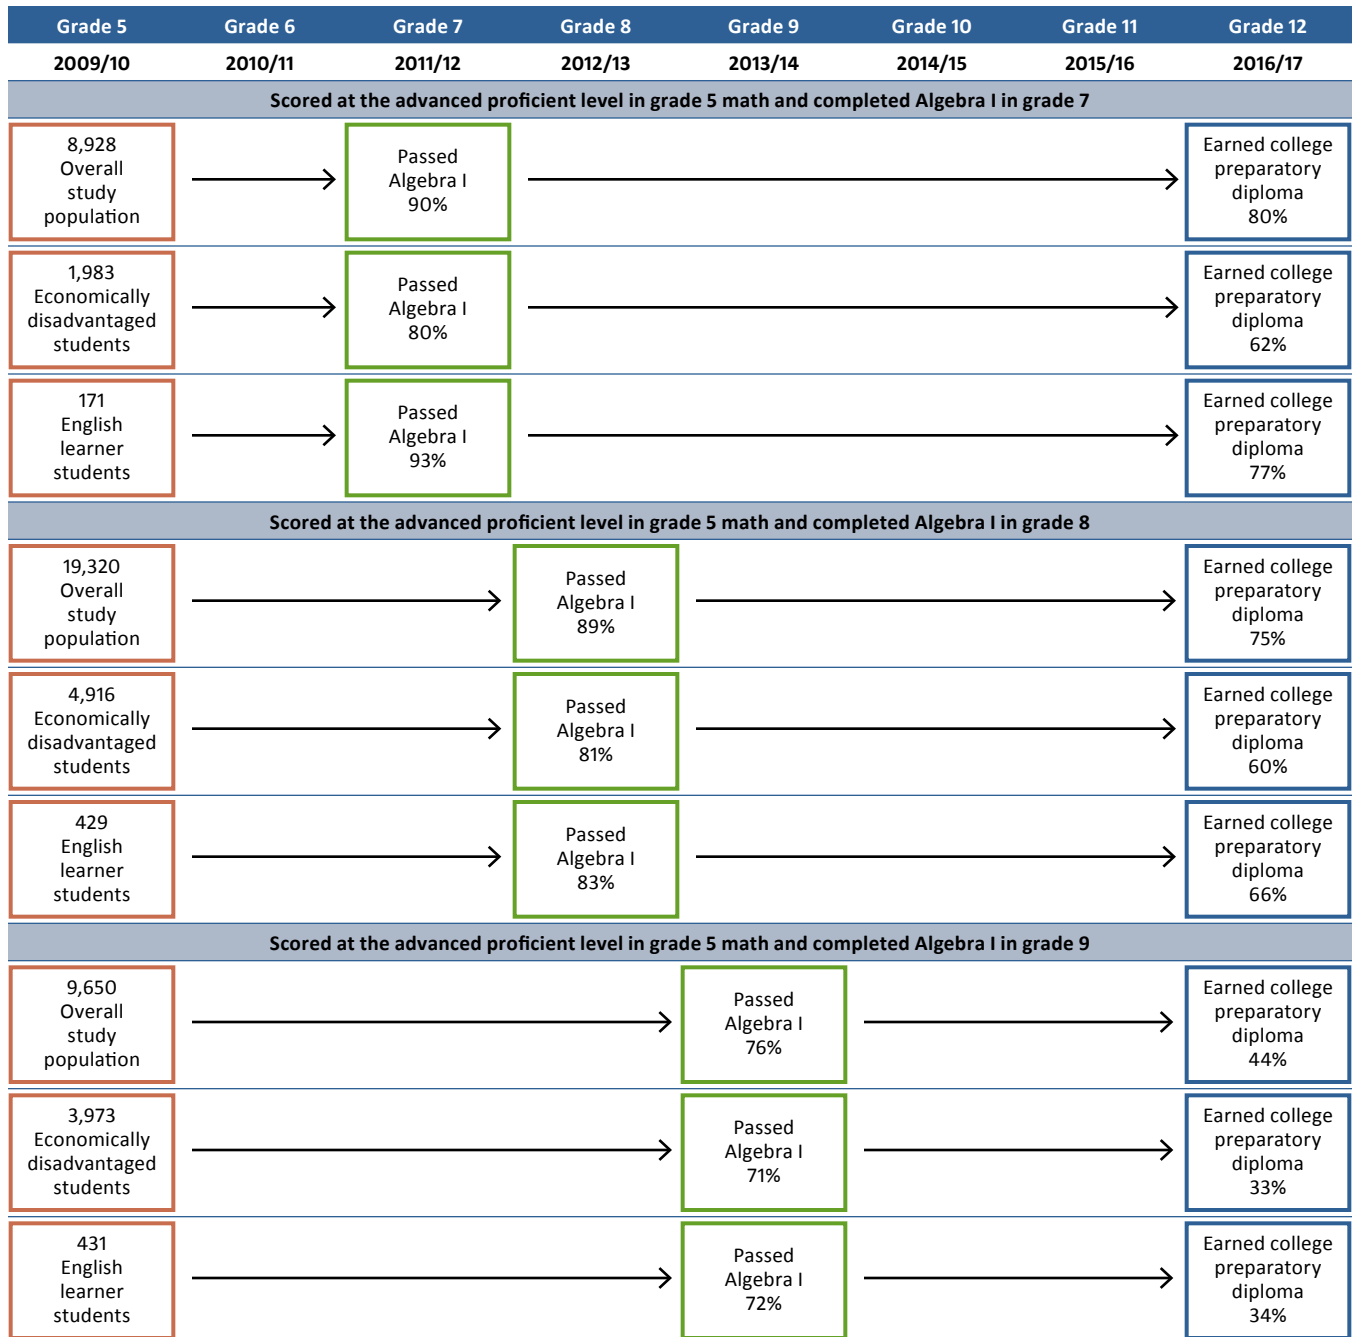 Grade 5 Grade 6 Grade 7 Grade 8 Grade 9 Grade 10 Grade 11 Grade 12
2009/10 2010/11 2011/12 2012/13 2013/14 2014/15 2015/16 2016/17
Scored at the advanced proficient level in grade 5 math and completed Algebra I in grade 7
8,928
Overall
study
population
Passed
Algebra I
90%
Earned college
preparatory
diploma
80%
1,983
Economically
disadvantaged
students
Passed
Algebra I
80%
Earned college
preparatory
diploma
62%
171
English
learner
students
Passed
Algebra I
93%
Earned college
preparatory
diploma
77%
Scored at the advanced proficient level in grade 5 math and completed Algebra I in grade 8
19,320
Overall
study
population
Passed
Algebra I
89%
Earned college
preparatory
diploma
75%
4,916
Economically
disadvantaged
students
Passed
Algebra I
81%
Earned college
preparatory
diploma
60%
429
English
learner
students
Passed
Algebra I
83%
Earned college
preparatory
diploma
66%
Scored at the advanced proficient level in grade 5 math and completed Algebra I in grade 9
9,650
Overall
study
population
Passed
Algebra I
76%
Earned college
preparatory
diploma
44%
3,973
Economically
disadvantaged
students
Passed
Algebra I
71%
Earned college
preparatory
diploma
33%
431
English
learner
students
Passed
Algebra I
72%
Earned college
preparatory
diploma
34%